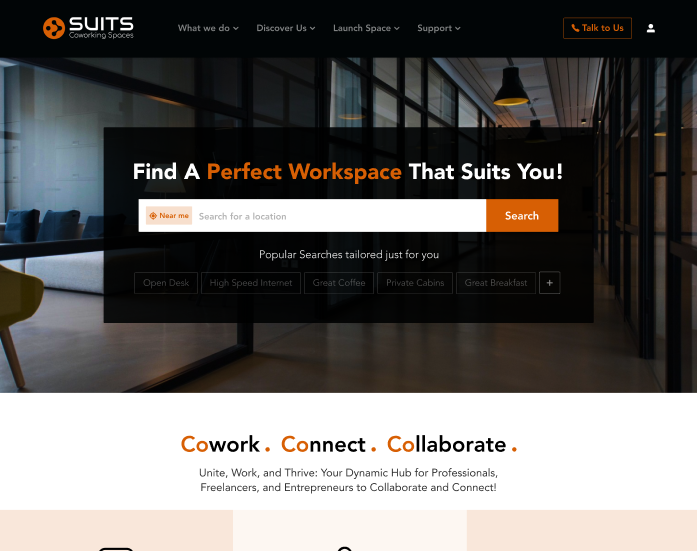 SUITS
Coworking Spaces
What we do
Discover Us
Launch Space
Support
Talk to Us
Find A Perfect Workspace That Suits You!
Near me
Search for a location
Search
Popular Searches tailored just for you
Open Desk
High Speed Internet
Great Coffee
Private Cabins
Great Breakfast
+
Cowork . Connect . Collaborate .
Unite, Work, and Thrive: Your Dynamic Hub for Professionals,
Freelancers, and Entrepreneurs to Collaborate and Connect!